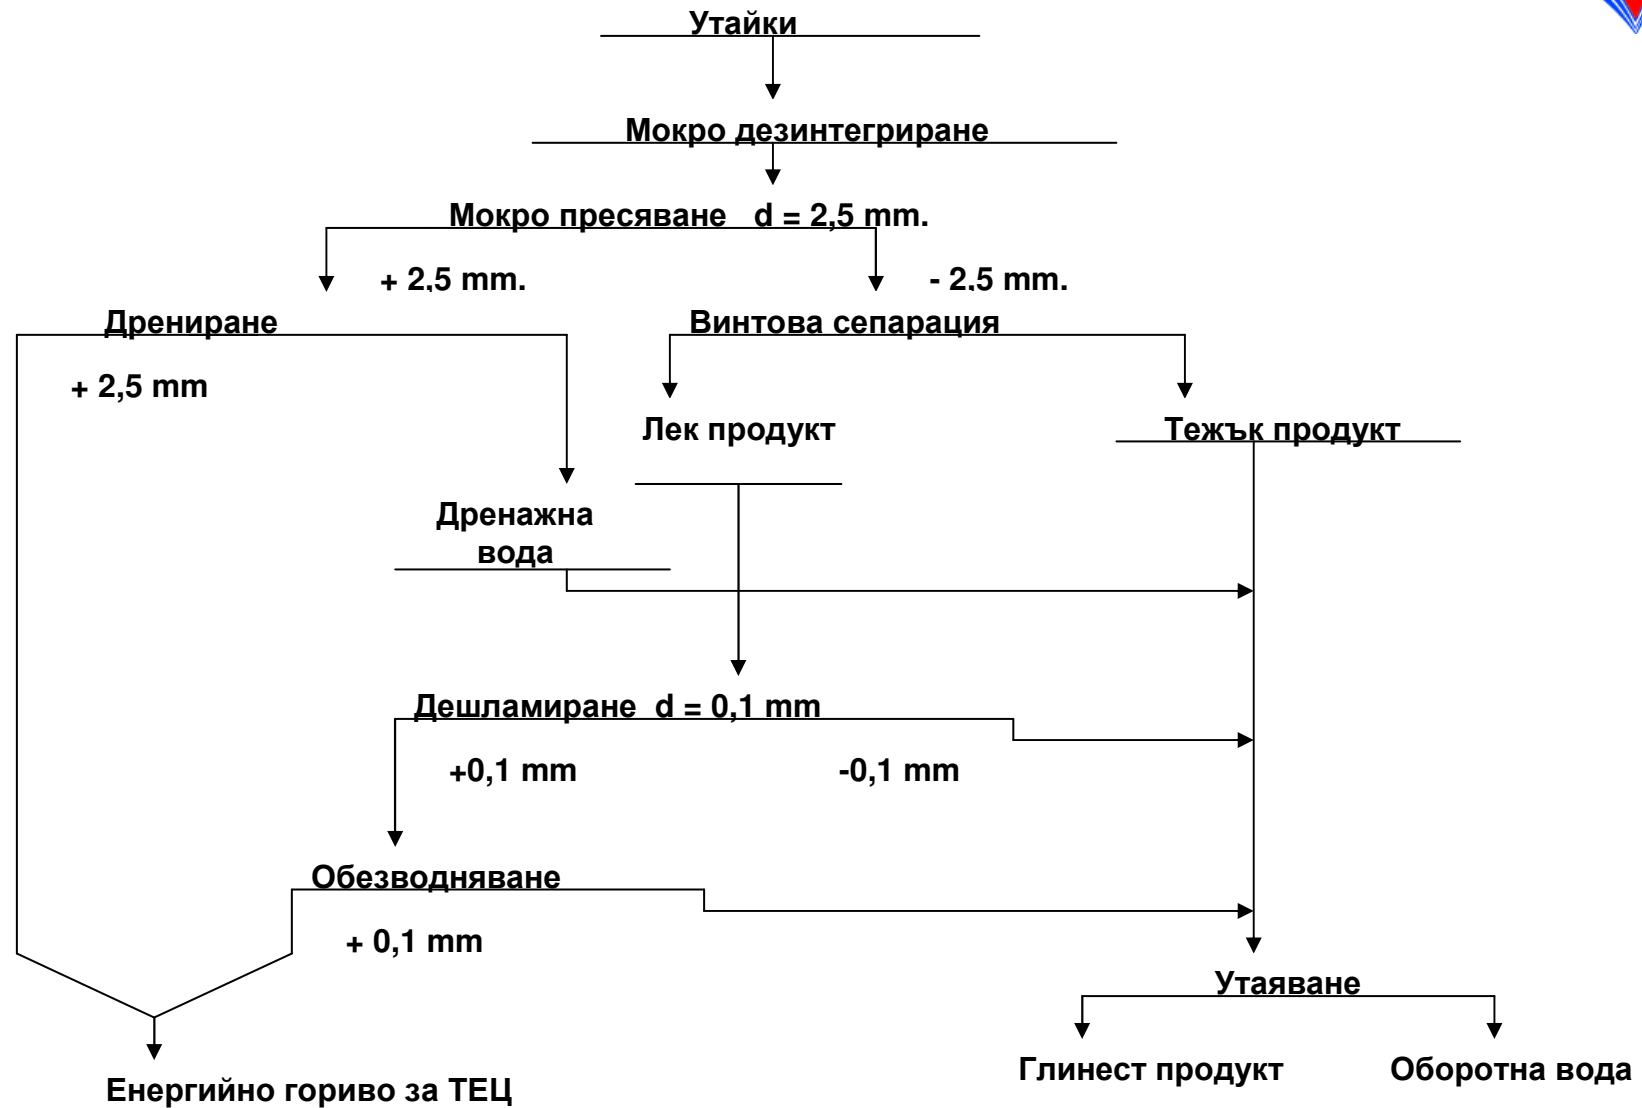 Утайки
Мокро дезинтегриране
Мокро пресяване d = 2,5 mm.
+ 2,5 mm.
- 2,5 mm.
Дрениране
Винтова сепарация
+ 2,5 mm
Лек продукт
Тежък продукт
Дренажна
вода
Дешламиране d = 0,1 mm
+0,1 mm
-0,1 mm
Обезводняване
+ 0,1 mm
Утаяване
Глинест продукт
Оборотна вода
Енергийно гориво за ТЕЦ